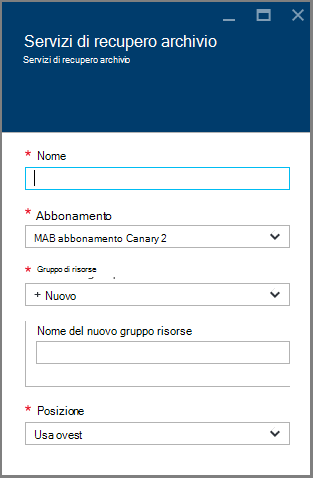 Servizi di recupero archivio
Servizi di recupero archivio
* Nome
* Abbonamento
MAB abbonamento Canary 2
* Gruppo di risorse
+ Nuovo
Nome del nuovo gruppo risorse
* Posizione
Usa ovest